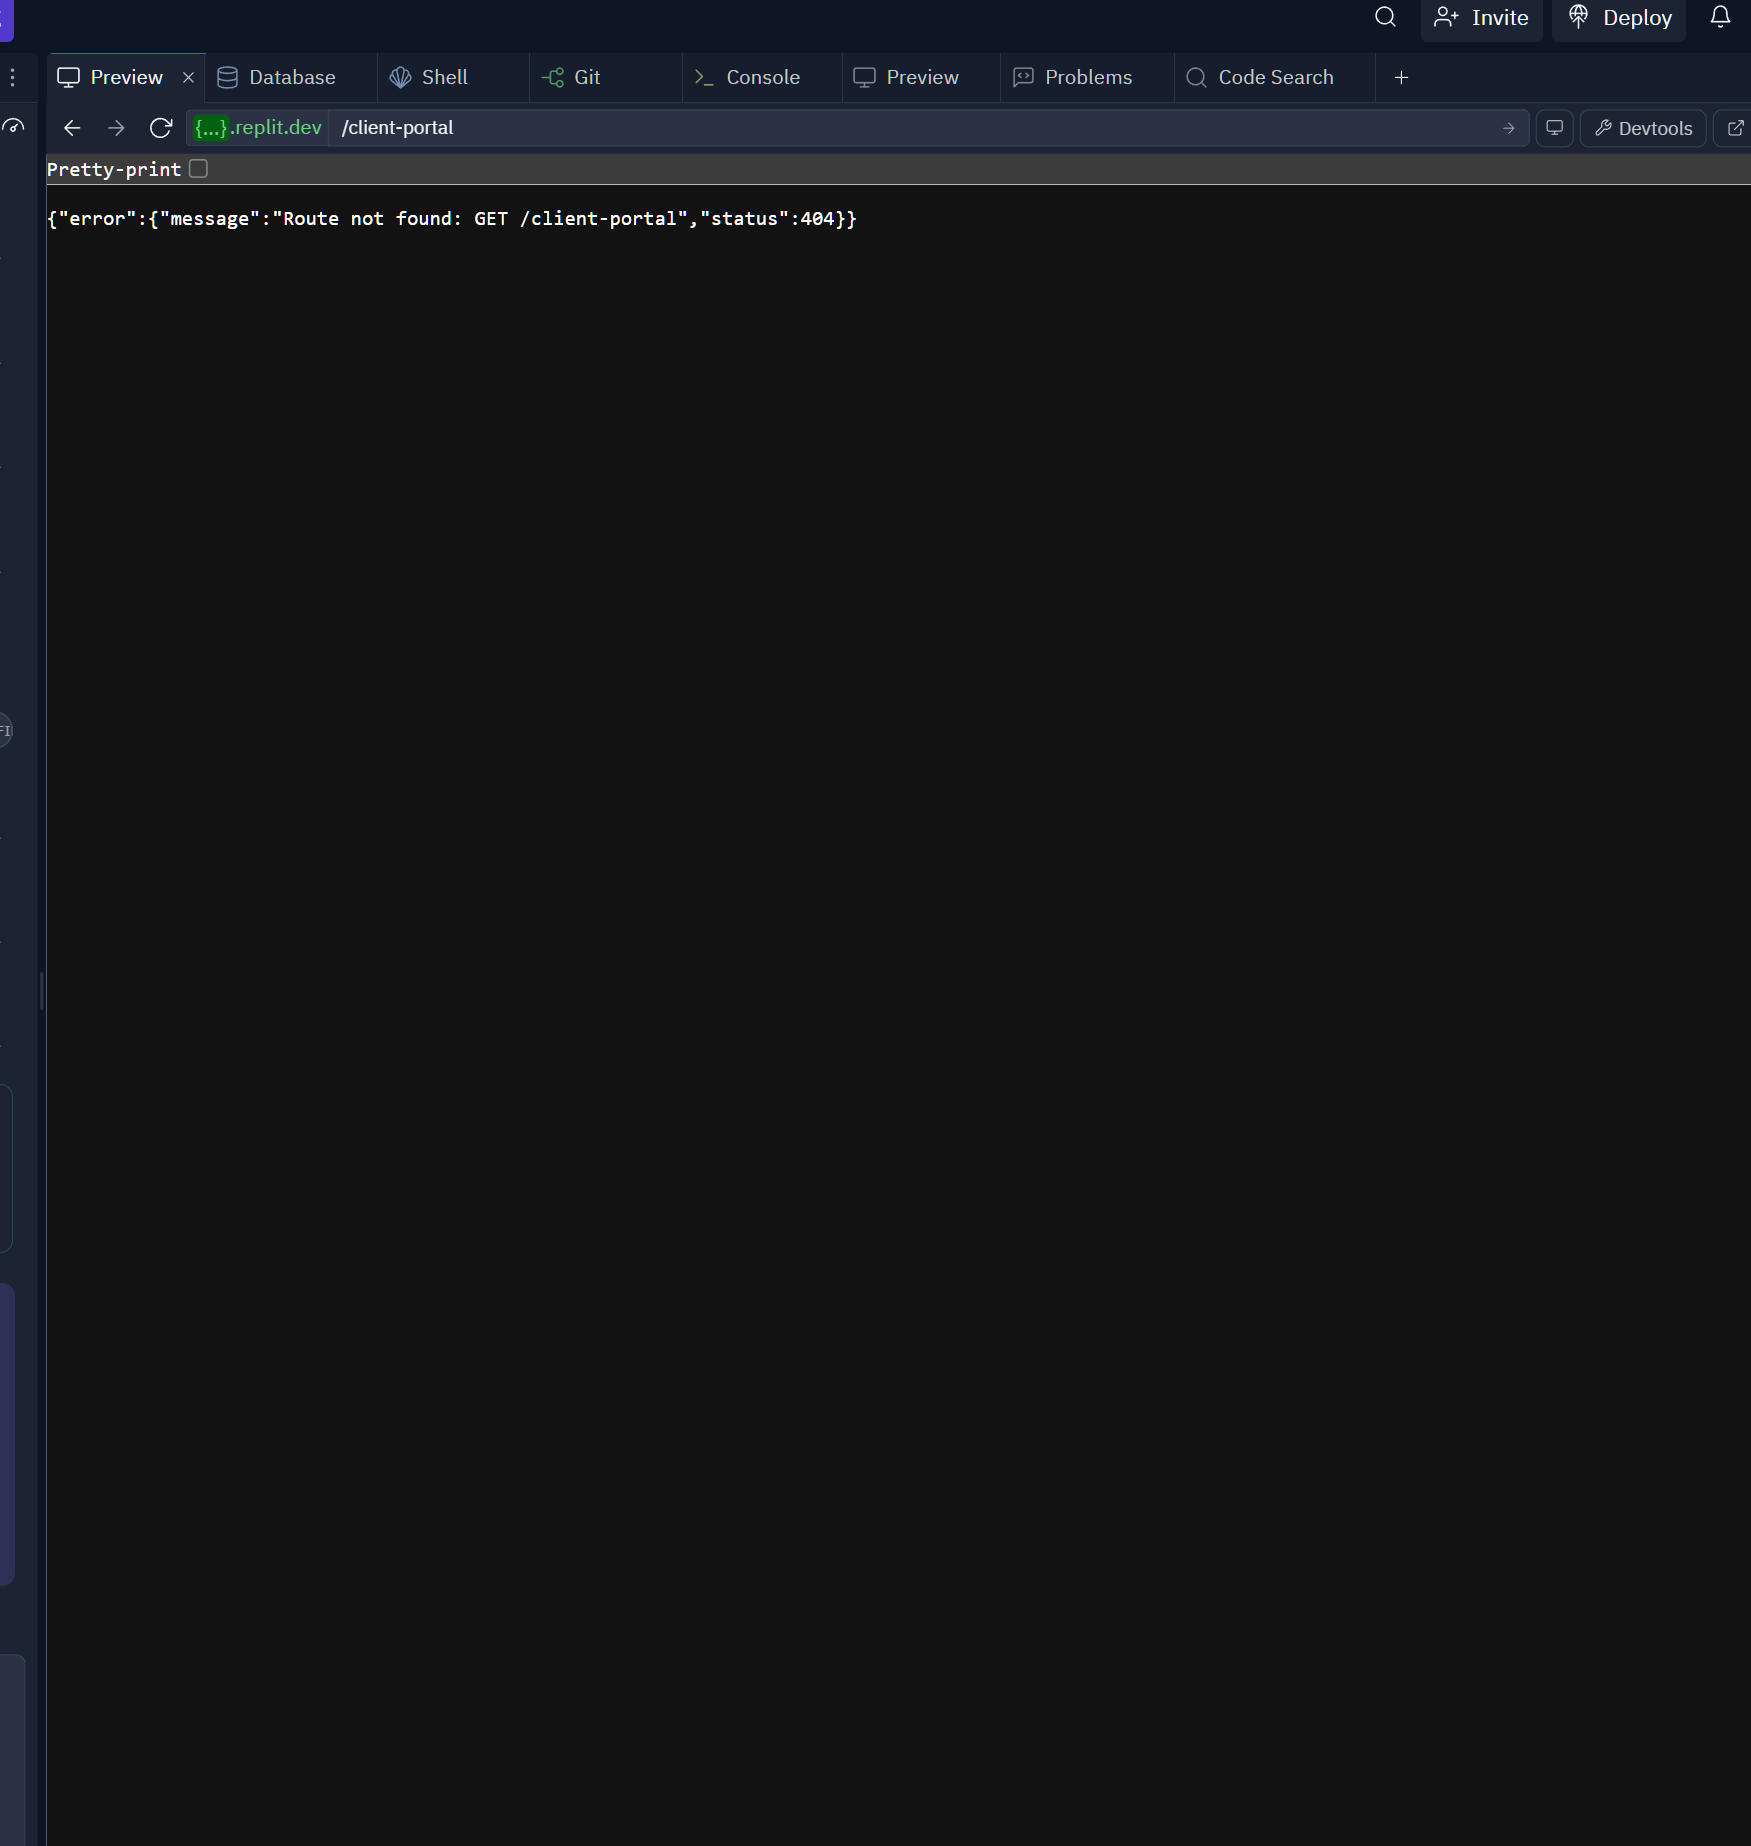 Invite
Deploy
Preview
Database
Shell
Git
Console
Preview
Problems
Code Search
{...}.replit.dev
/client-portal
Devtools
Pretty-print
{"error":{"message":"Route not found: GET /client-portal","status":404}}
FI